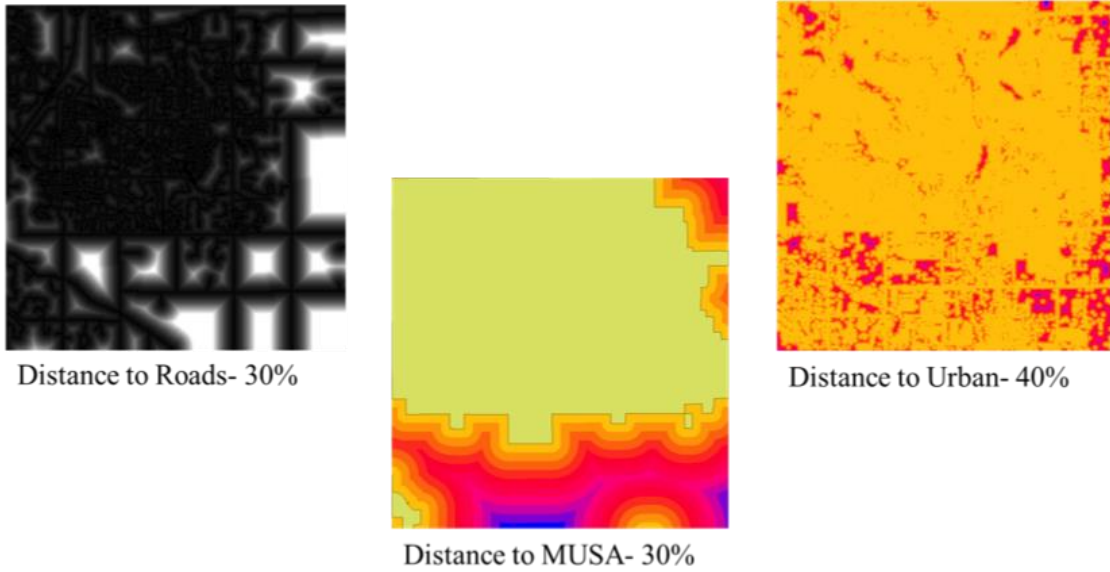 Distance to Roads- 30%
Distance to Urban- 40%
Distance to MUSA- 30%